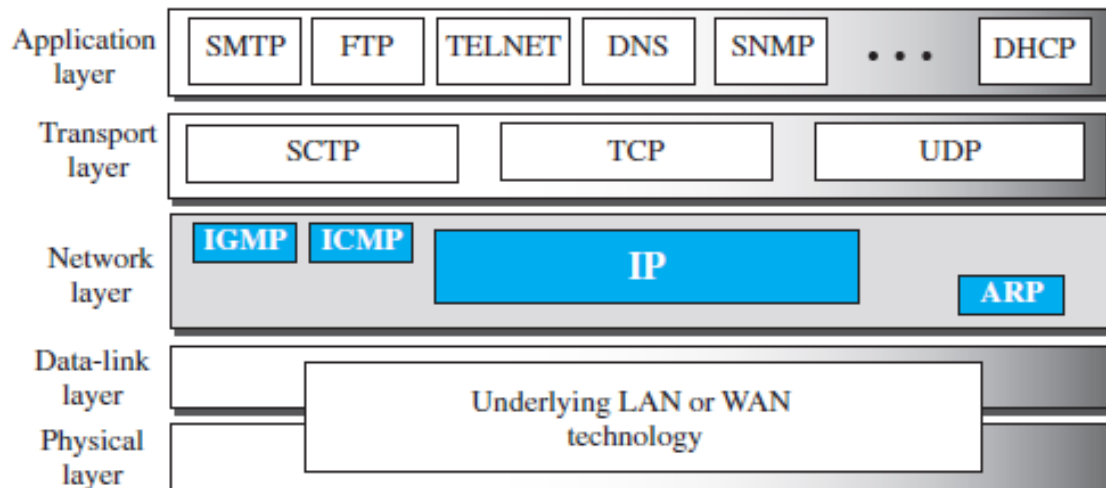 Application
layer
SMTP FTP TELNET DNS SNMP • • • DHCP
Transport
layer
SCTP TCP UDP
Network
layer
IGMP ICMP IP ARP
Data-link
layer
Physical
layer
Underlying LAN or WAN
technology